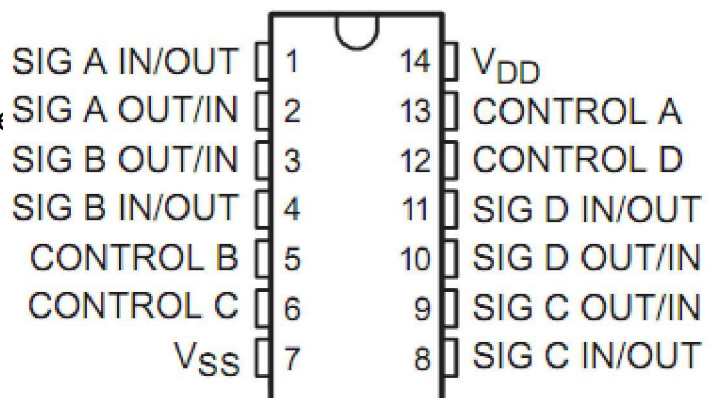 SIG A IN/OUT 1 14 VDD
SIG A OUT/IN 2 13 CONTROL A
SIG B OUT/IN 3 12 CONTROL D
SIG B IN/OUT 4 11 SIG D IN/OUT
CONTROL B 5 10 SIG D OUT/IN
CONTROL C 6 9 SIG C OUT/IN
VSS 7 8 SIG C IN/OUT